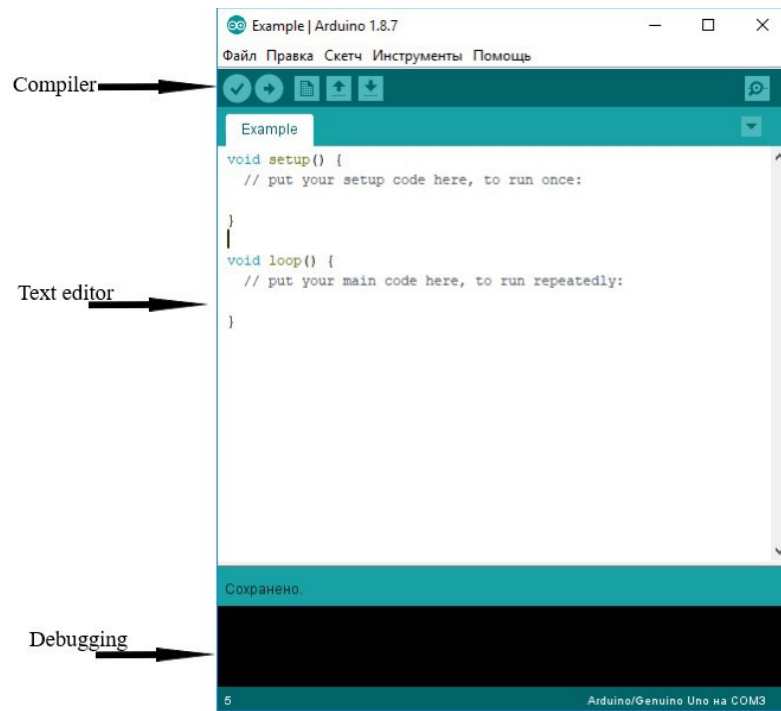 Example | Arduino 1.8.7
Файл Правка Скетч Инструменты Помощь
Compiler
Example
void setup() {
// put your setup code here, to run once:
}
void loop() {
Text editor
// put your main code here, to run repeatedly:
}
Сохранено.
Debugging
5
Arduino/Genuino Uno на COM3